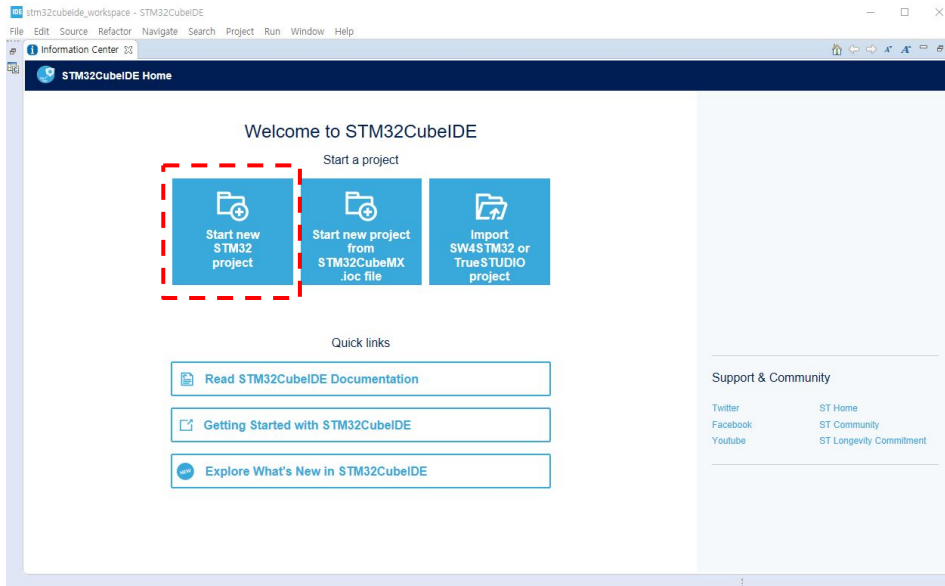 IDE stm32cubeide_workspace - STM32CubeIDE
File Edit Source Refactor Navigate Search Project Run Window Help
Information Center
STM32CubeIDE Home
Welcome to STM32CubeIDE
Start a project
Start new
STM32
project
Start new project
from
STM32CubeMX
.ioc file
Import
SW4STM32 or
TrueSTUDIO
project
Quick links
Read STM32CubeIDE Documentation
Getting Started with STM32CubeIDE
NEW
Explore What's New in STM32CubeIDE
Support & Community
Twitter
ST Home
Facebook
ST Community
Youtube
ST Longevity Commitment